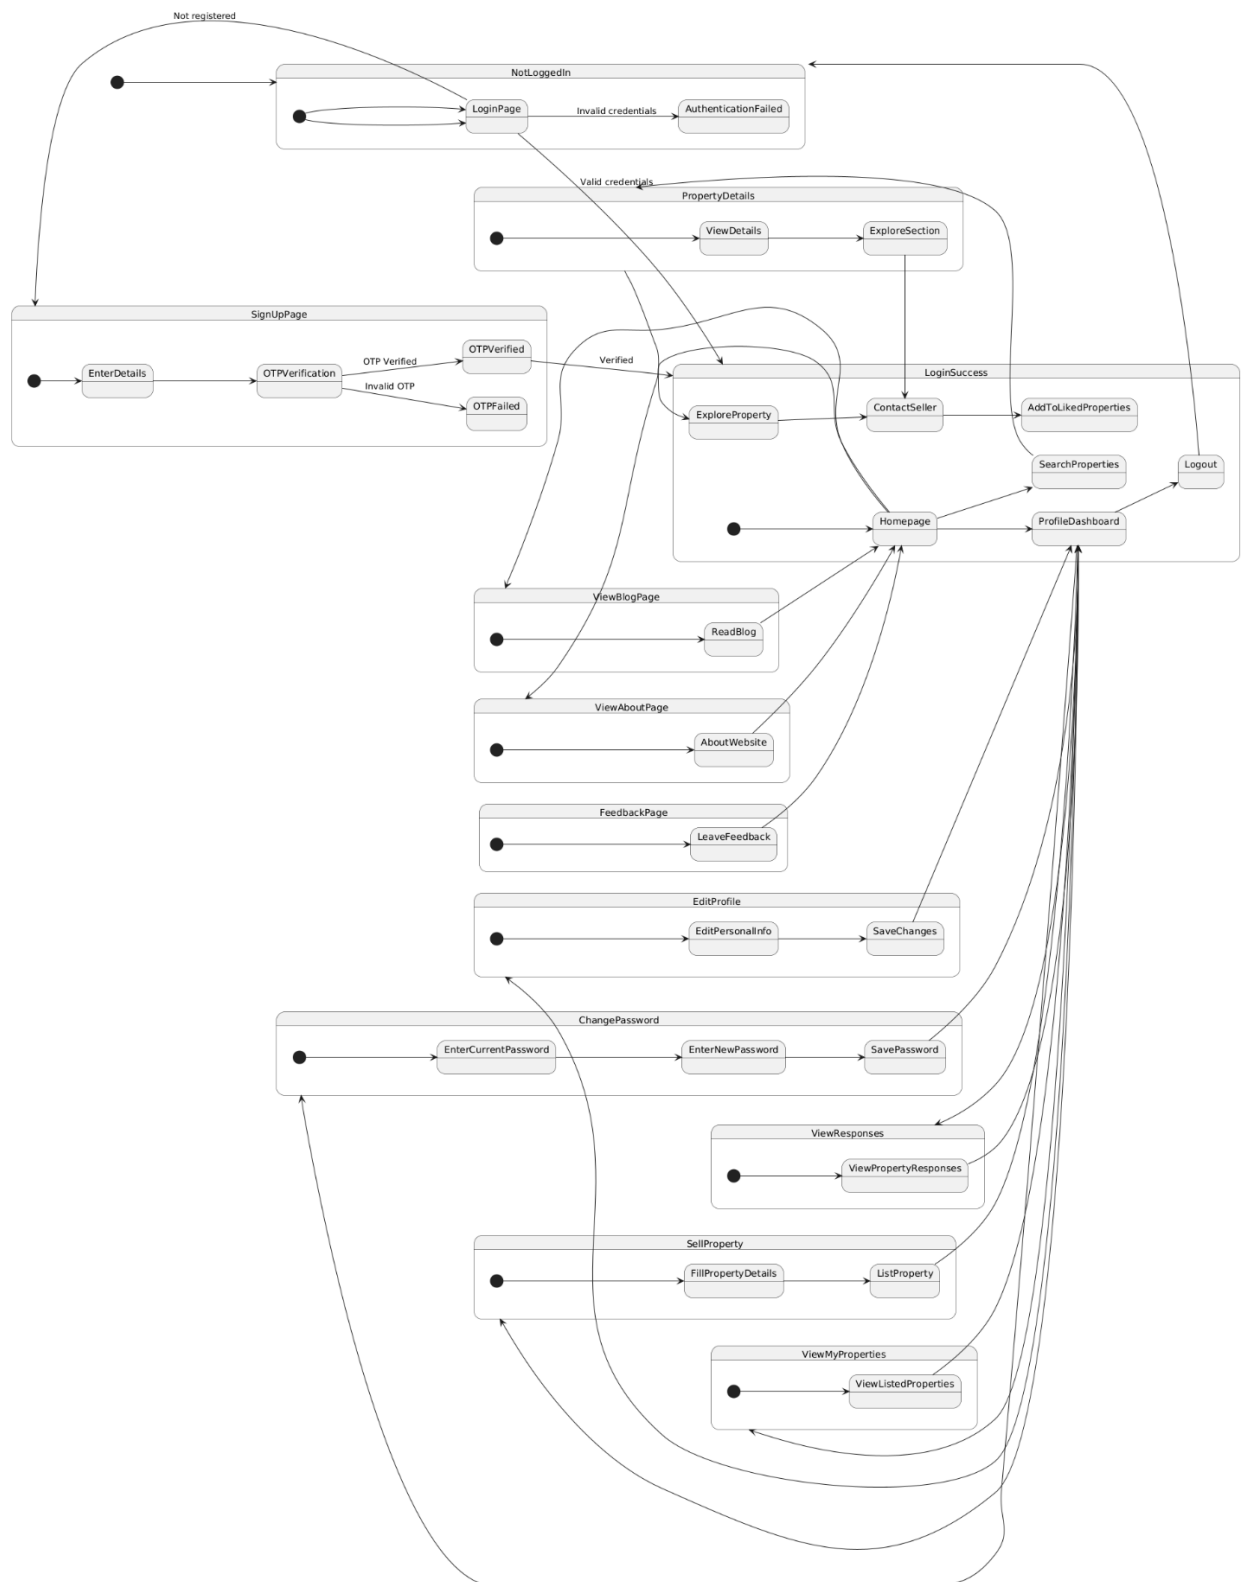 Not registered
NotLoggedIn
LoginPage
Invalid credentials
AuthenticationFailed
Valid credentials
PropertyDetails
ViewDetails
ExploreSection
SignUpPage
EnterDetails
OTPVerification
OTP Verified
Invalid OTP
OTPVerified
OTPFailed
Verified
LoginSuccess
ExploreProperty
ContactSeller
AddToLikedProperties
SearchProperties
Logout
Homepage
ProfileDashboard
ViewBlogPage
ReadBlog
ViewAboutPage
AboutWebsite
FeedbackPage
LeaveFeedback
EditProfile
EditPersonalInfo
SaveChanges
ChangePassword
EnterCurrentPassword
EnterNewPassword
SavePassword
ViewResponses
ViewPropertyResponses
SellProperty
FillPropertyDetails
ListProperty
ViewMyProperties
ViewListedProperties